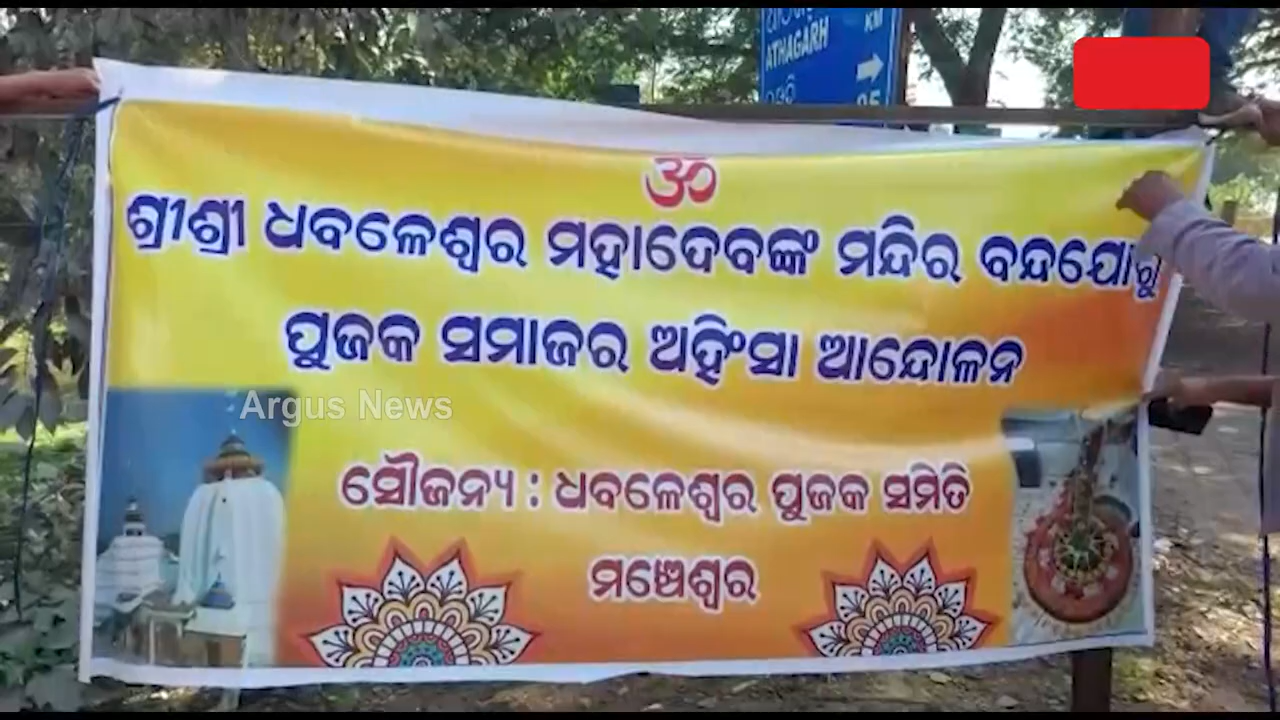 KM
ATHAGARH
ॐ
ଶ୍ରୀଶ୍ରୀ ଧବଳେଶ୍ୱର ମହାଦେବଙ୍କ ମନ୍ଦିର ବନ୍ଦଯୋଗୁ
ପୁଜକ ସମାଜର ଅହିଂସା ଆନ୍ଦୋଳନ
Argus News
ସୌଜନ୍ୟ : ଧବଳେଶ୍ୱର ପୁଜକ ସମିତି
ମଞ୍ଚେଶ୍ୱର